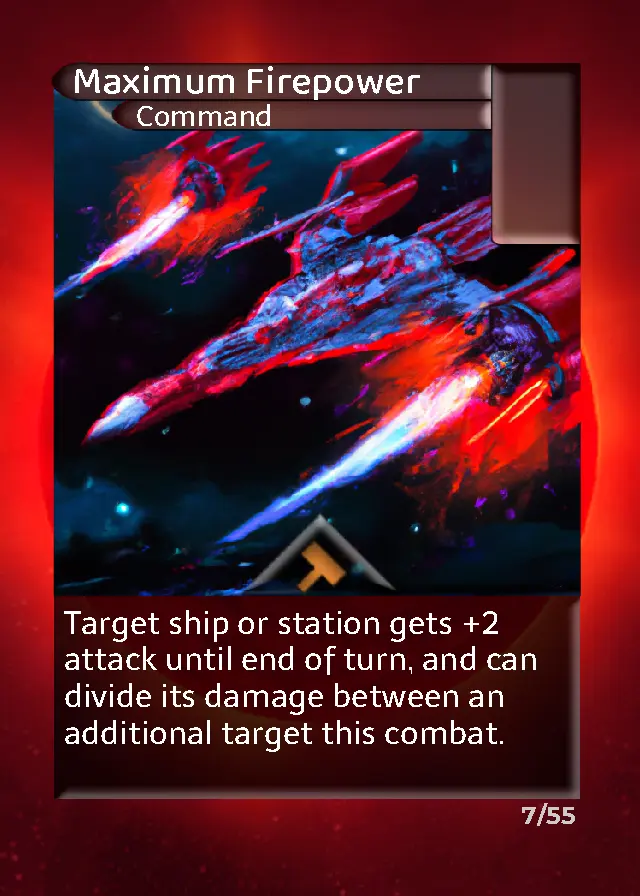 Maximum Firepower
Command
Target ship or station gets +2
attack until end of turn, and can
divide its damage between an
additional target this combat.
7/55